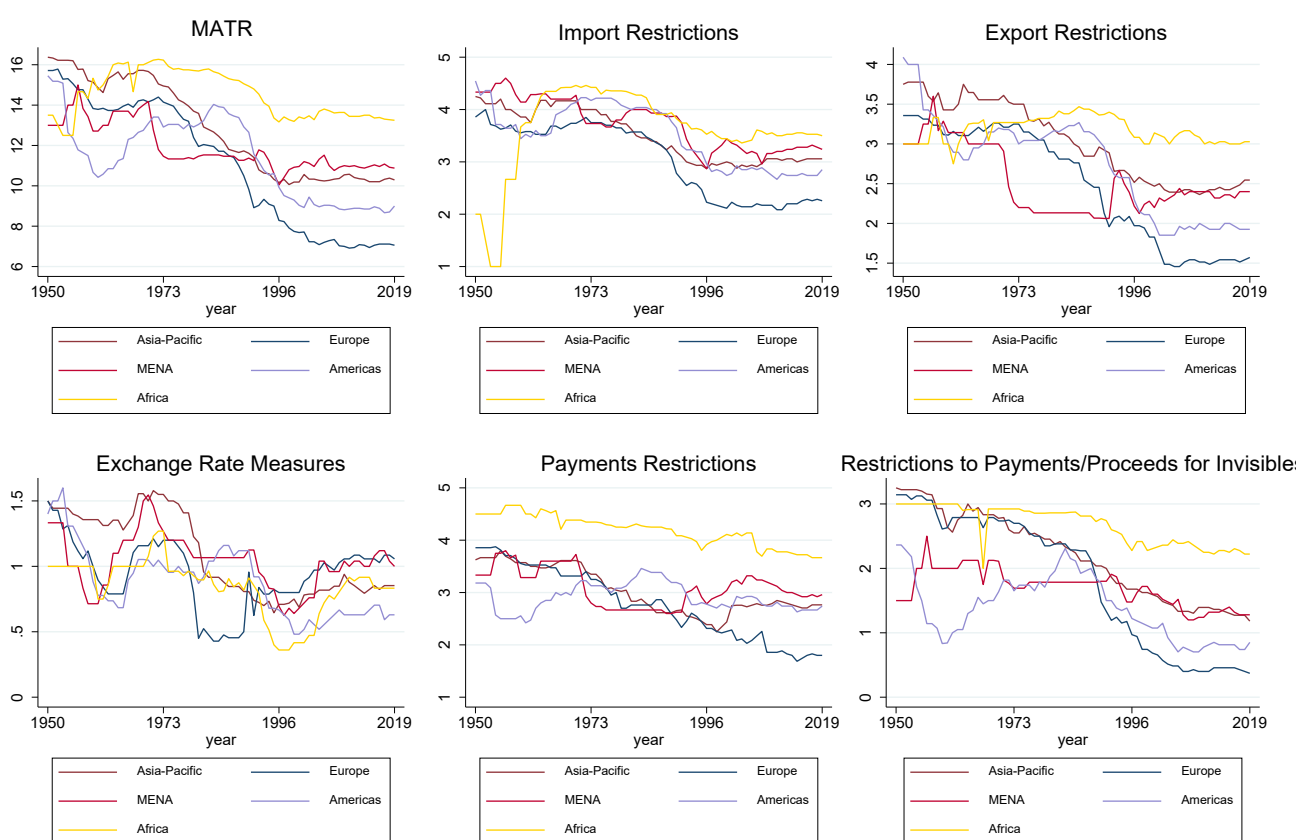 MATR
16
14
12
10
8
6
1950 1973 1996 2019
year
Asia-Pacific Europe
MENA Americas
Africa
Import Restrictions
5
4
3
2
1
1950 1973 1996 2019
year
Asia-Pacific Europe
MENA Americas
Africa
Export Restrictions
4
3.5
3
2.5
2
1.5
1950 1973 1996 2019
year
Asia-Pacific Europe
MENA Americas
Africa
Exchange Rate Measures
1.5
1
.5
0
1950 1973 1996 2019
year
Asia-Pacific Europe
MENA Americas
Africa
Payments Restrictions
5
4
3
2
1
1950 1973 1996 2019
year
Asia-Pacific Europe
MENA Americas
Africa
Restrictions to Payments/Proceeds for Invisibles
3
2
1
0
1950 1973 1996 2019
year
Asia-Pacific Europe
MENA Americas
Africa